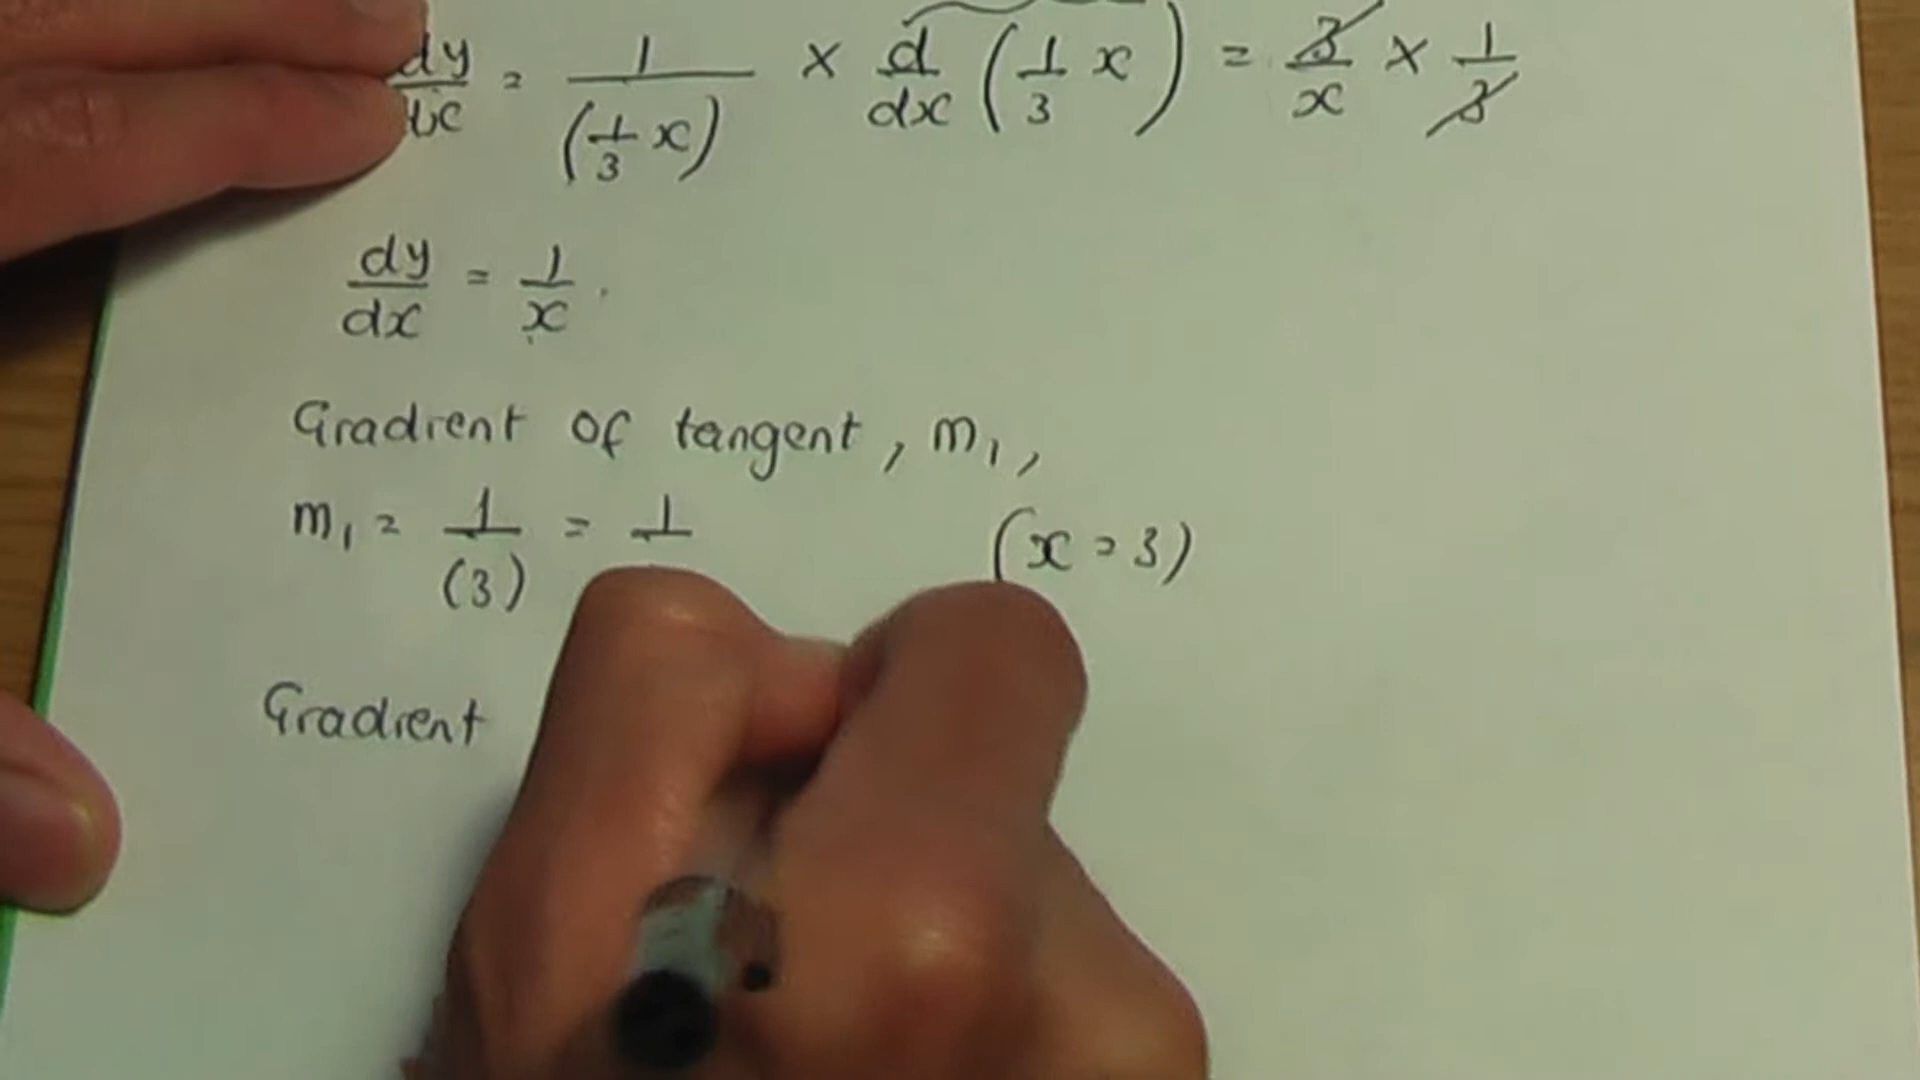 dy/dx = 1/(1/3 x) × d/dx (1/3 x) = 3/x × 1/3
dy/dx = 1/x .
Gradient of tangent, m₁,
m₁ = 1/(3) = 1 (x = 3)
Gradient